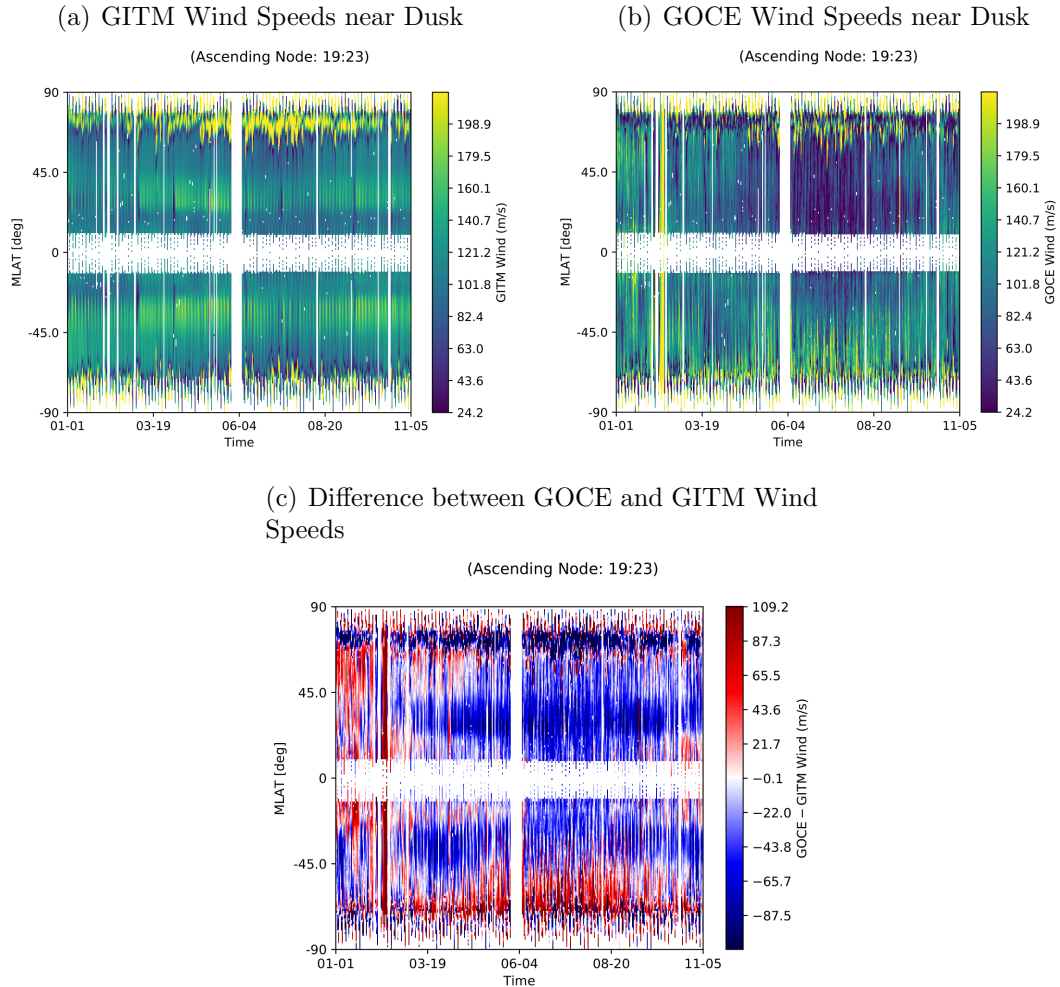 (a) GITM Wind Speeds near Dusk
(Ascending Node: 19:23)
90
45.0
0
-45.0
-90
MLAT [deg]
01-01 03-19 06-04 08-20 11-05
Time
198.9
179.5
160.1
140.7
121.2
101.8
82.4
63.0
43.6
24.2
GITM Wind (m/s)
(b) GOCE Wind Speeds near Dusk
(Ascending Node: 19:23)
90
45.0
0
-45.0
-90
MLAT [deg]
01-01 03-19 06-04 08-20 11-05
Time
198.9
179.5
160.1
140.7
121.2
101.8
82.4
63.0
43.6
24.2
GOCE Wind (m/s)
(c) Difference between GOCE and GITM Wind
Speeds
(Ascending Node: 19:23)
90
45.0
0
-45.0
-90
MLAT [deg]
01-01 03-19 06-04 08-20 11-05
Time
109.2
87.3
65.5
43.6
21.7
−0.1
−22.0
−43.8
−65.7
−87.5
GOCE − GITM Wind (m/s)